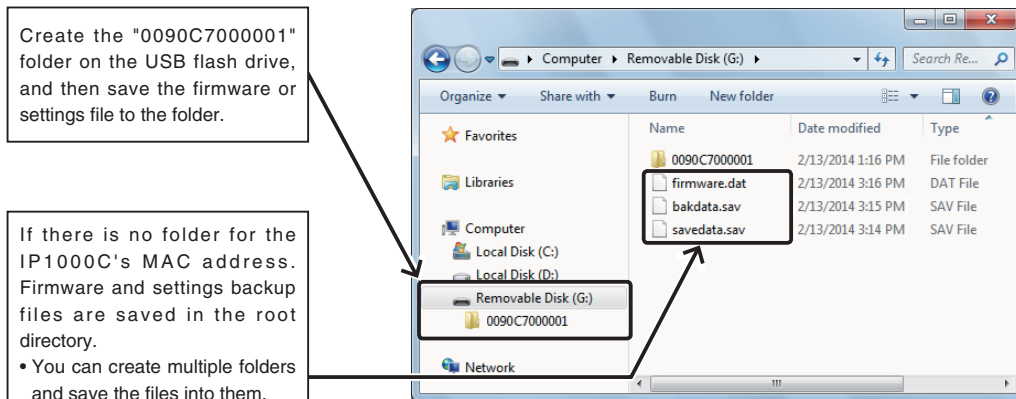 Create the "0090C7000001"
folder on the USB flash drive,
and then save the firmware or
settings file to the folder.
If there is no folder for the
IP1000C's MAC address.
Firmware and settings backup
files are saved in the root
directory.
• You can create multiple folders
and save the files into them.
Computer Removable Disk (G:) Search Re...
Organize Share with Burn New folder
Favorites
Libraries
Computer
Local Disk (C:)
Local Disk (D:)
Removable Disk (G:)
0090C7000001
Network
Name Date modified Type
0090C7000001 2/13/2014 1:16 PM File folder
firmware.dat 2/13/2014 3:16 PM DAT File
bakdata.sav 2/13/2014 3:15 PM SAV File
savedata.sav 2/13/2014 3:14 PM SAV File